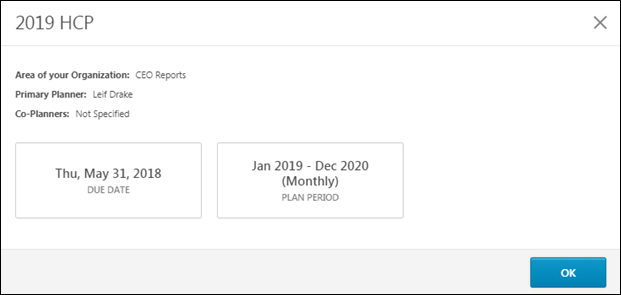 2019 HCP
Area of your Organization: CEO Reports
Primary Planner: Leif Drake
Co-Planners: Not Specified
Thu, May 31, 2018
DUE DATE
Jan 2019 - Dec 2020
(Monthly)
PLAN PERIOD
OK